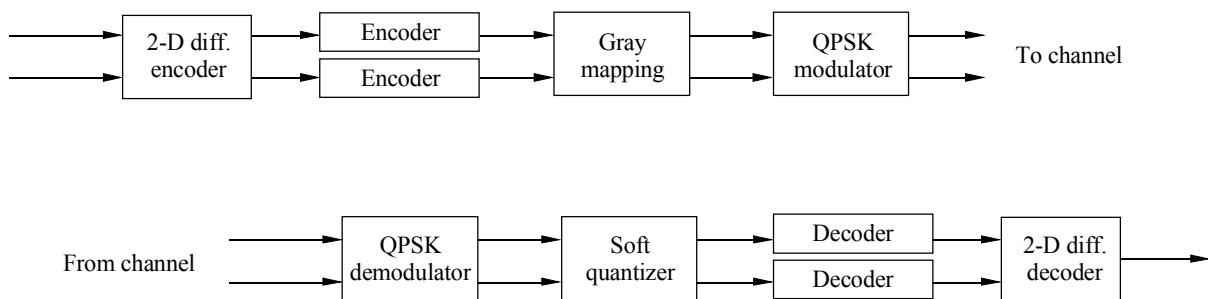 2-D diff.
encoder
Encoder
Encoder
Gray
mapping
QPSK
modulator
To channel
From channel
QPSK
demodulator
Soft
quantizer
Decoder
Decoder
2-D diff.
decoder